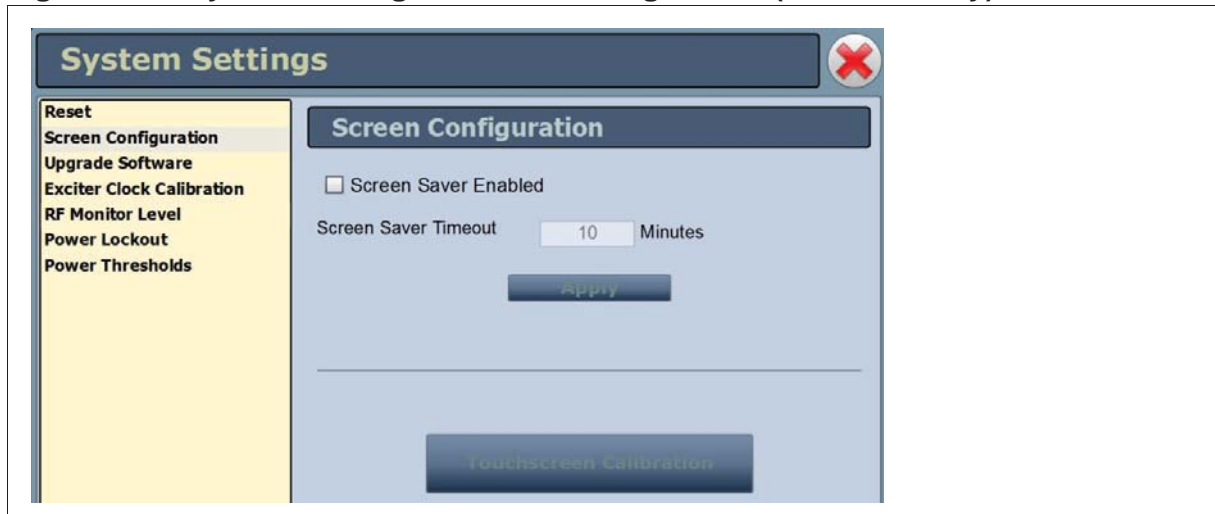 System Settings
Reset
Screen Configuration
Upgrade Software
Exciter Clock Calibration
RF Monitor Level
Power Lockout
Power Thresholds
Screen Configuration
Screen Saver Enabled
Screen Saver Timeout 10 Minutes
Apply
Touchscreen Calibration